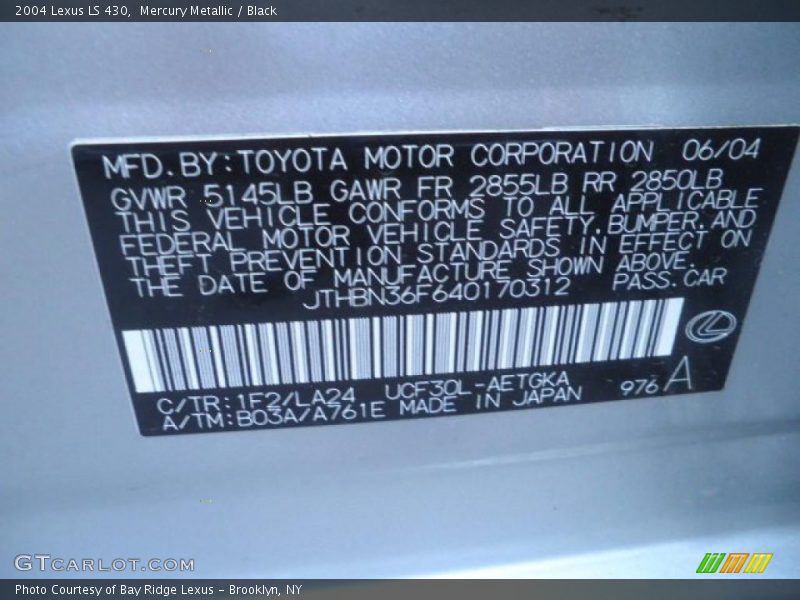 2004 Lexus LS 430,  Mercury Metallic / Black
MFD.BY:TOYOTA MOTOR CORPORATION 06/04
GVWR 5145LB GAWR FR 2855LB RR 2850LB
THIS VEHICLE CONFORMS TO ALL APPLICABLE
FEDERAL MOTOR VEHICLE SAFETY,BUMPER,AND
THEFT PREVENTION STANDARDS IN EFFECT ON
THE DATE OF MANUFACTURE SHOWN ABOVE.
JTHBN36F640170312 PASS.CAR
C/TR:1F2/LA24 UCF30L-AETGKA
A/TM:B03A/A761E MADE IN JAPAN 976 A
GTCARLOT.COM
Photo Courtesy of Bay Ridge Lexus - Brooklyn, NY